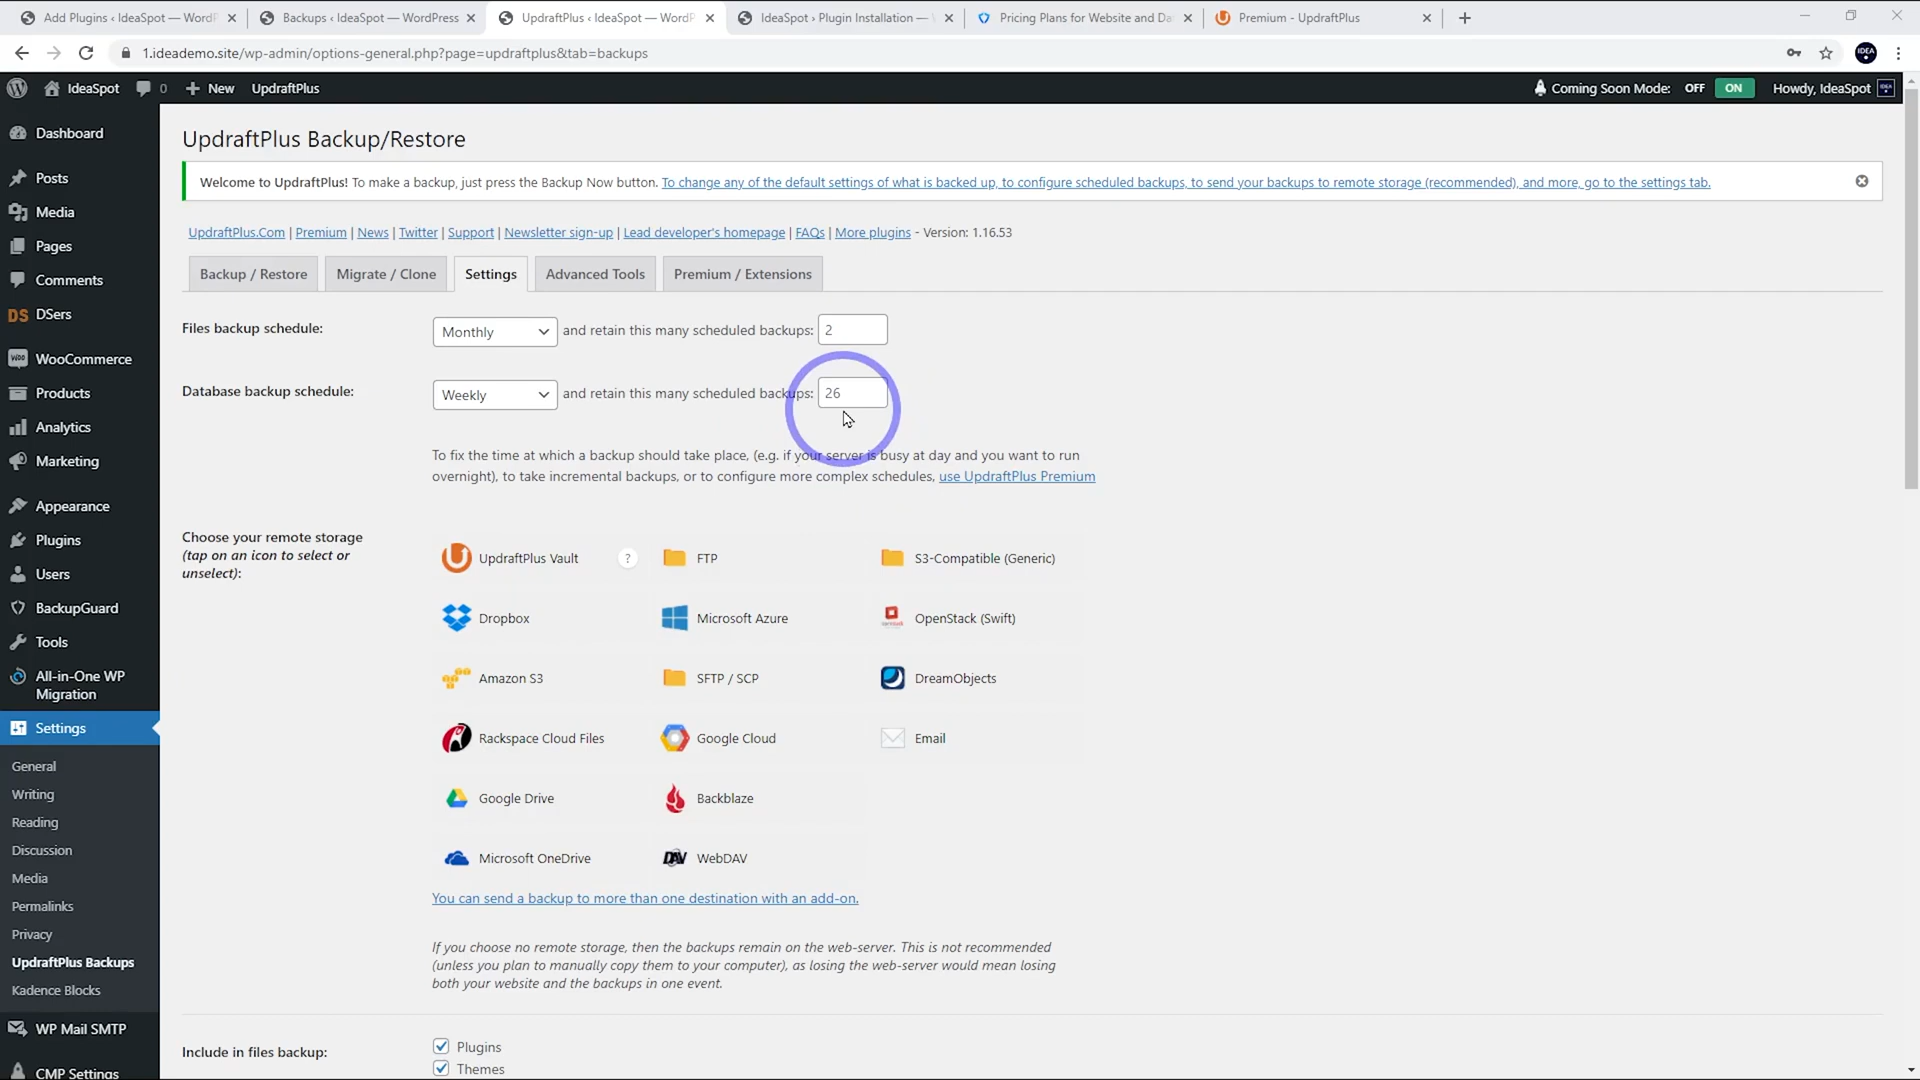 Add Plugins ‹ IdeaSpot — WordP
Backups ‹ IdeaSpot — WordPress
UpdraftPlus ‹ IdeaSpot — WordP
IdeaSpot › Plugin Installation —
Pricing Plans for Website and Da
Premium - UpdraftPlus
1.ideademo.site/wp-admin/options-general.php?page=updraftplus&tab=backups
IdeaSpot
0
New
UpdraftPlus
Coming Soon Mode:
OFF
ON
Howdy, IdeaSpot
Dashboard
Posts
Media
Pages
Comments
DS DSers
Woo WooCommerce
Products
Analytics
Marketing
Appearance
Plugins
Users
BackupGuard
Tools
All-in-One WP
Migration
Settings
General
Writing
Reading
Discussion
Media
Permalinks
Privacy
UpdraftPlus Backups
Kadence Blocks
WP Mail SMTP
CMP Settings
UpdraftPlus Backup/Restore
Welcome to UpdraftPlus! To make a backup, just press the Backup Now button. To change any of the default settings of what is backed up, to configure scheduled backups, to send your backups to remote storage (recommended), and more, go to the settings tab.
UpdraftPlus.Com | Premium | News | Twitter | Support | Newsletter sign-up | Lead developer's homepage | FAQs | More plugins - Version: 1.16.53
Backup / Restore
Migrate / Clone
Settings
Advanced Tools
Premium / Extensions
Files backup schedule:
Monthly
and retain this many scheduled backups: 2
Database backup schedule:
Weekly
and retain this many scheduled backups: 26
To fix the time at which a backup should take place, (e.g. if your server is busy at day and you want to run
overnight), to take incremental backups, or to configure more complex schedules, use UpdraftPlus Premium
Choose your remote storage
(tap on an icon to select or
unselect):
UpdraftPlus Vault
?
FTP
S3-Compatible (Generic)
Dropbox
Microsoft Azure
OpenStack (Swift)
Amazon S3
SFTP / SCP
DreamObjects
Rackspace Cloud Files
Google Cloud
Email
Google Drive
Backblaze
Microsoft OneDrive
DAV WebDAV
You can send a backup to more than one destination with an add-on.
If you choose no remote storage, then the backups remain on the web-server. This is not recommended
(unless you plan to manually copy them to your computer), as losing the web-server would mean losing
both your website and the backups in one event.
Include in files backup:
Plugins
Themes